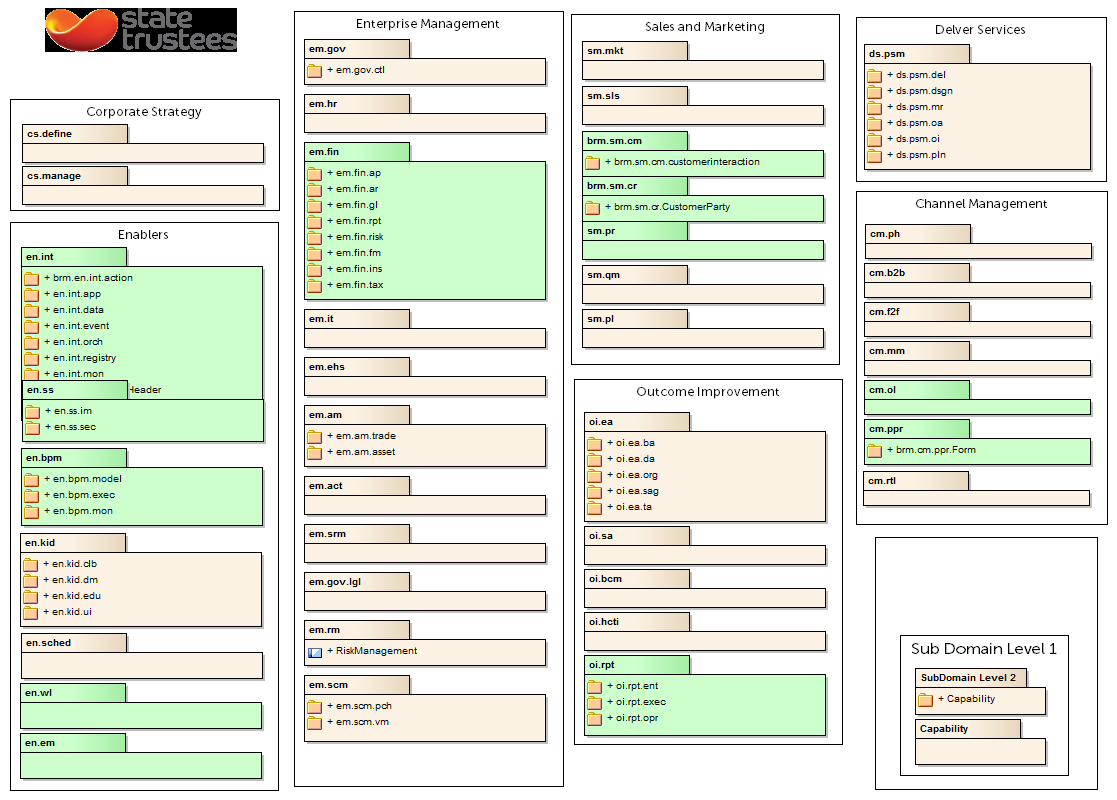 state
trustees
Corporate Strategy
cs.define
cs.manage
Enablers
en.int
+ brm.en.int.action
+ en.int.app
+ en.int.data
+ en.int.event
+ en.int.orch
+ en.int.registry
+ en.int.mon
Header
en.ss
+ en.ss.im
+ en.ss.sec
en.bpm
+ en.bpm.model
+ en.bpm.exec
+ en.bpm.mon
en.kid
+ en.kid.clb
+ en.kid.dm
+ en.kid.edu
+ en.kid.ui
en.sched
en.wl
en.em
Enterprise Management
em.gov
+ em.gov.ctl
em.hr
em.fin
+ em.fin.ap
+ em.fin.ar
+ em.fin.gl
+ em.fin.rpt
+ em.fin.risk
+ em.fin.fm
+ em.fin.ins
+ em.fin.tax
em.it
em.ehs
em.am
+ em.am.trade
+ em.am.asset
em.act
em.srm
em.gov.lgl
em.rm
+ RiskManagement
em.scm
+ em.scm.pch
+ em.scm.vm
Sales and Marketing
sm.mkt
sm.sls
brm.sm.cm
+ brm.sm.cm.customerinteraction
brm.sm.cr
+ brm.sm.cr.CustomerParty
sm.pr
sm.qm
sm.pl
Outcome Improvement
oi.ea
+ oi.ea.ba
+ oi.ea.da
+ oi.ea.org
+ oi.ea.sag
+ oi.ea.ta
oi.sa
oi.bcm
oi.hcti
oi.rpt
+ oi.rpt.ent
+ oi.rpt.exec
+ oi.rpt.opr
Delver Services
ds.psm
+ ds.psm.del
+ ds.psm.dsgn
+ ds.psm.mr
+ ds.psm.oa
+ ds.psm.oi
+ ds.psm.pln
Channel Management
cm.ph
cm.b2b
cm.f2f
cm.mm
cm.ol
cm.ppr
+ brm.cm.ppr.Form
cm.rtl
Sub Domain Level 1
SubDomain Level 2
+ Capability
Capability